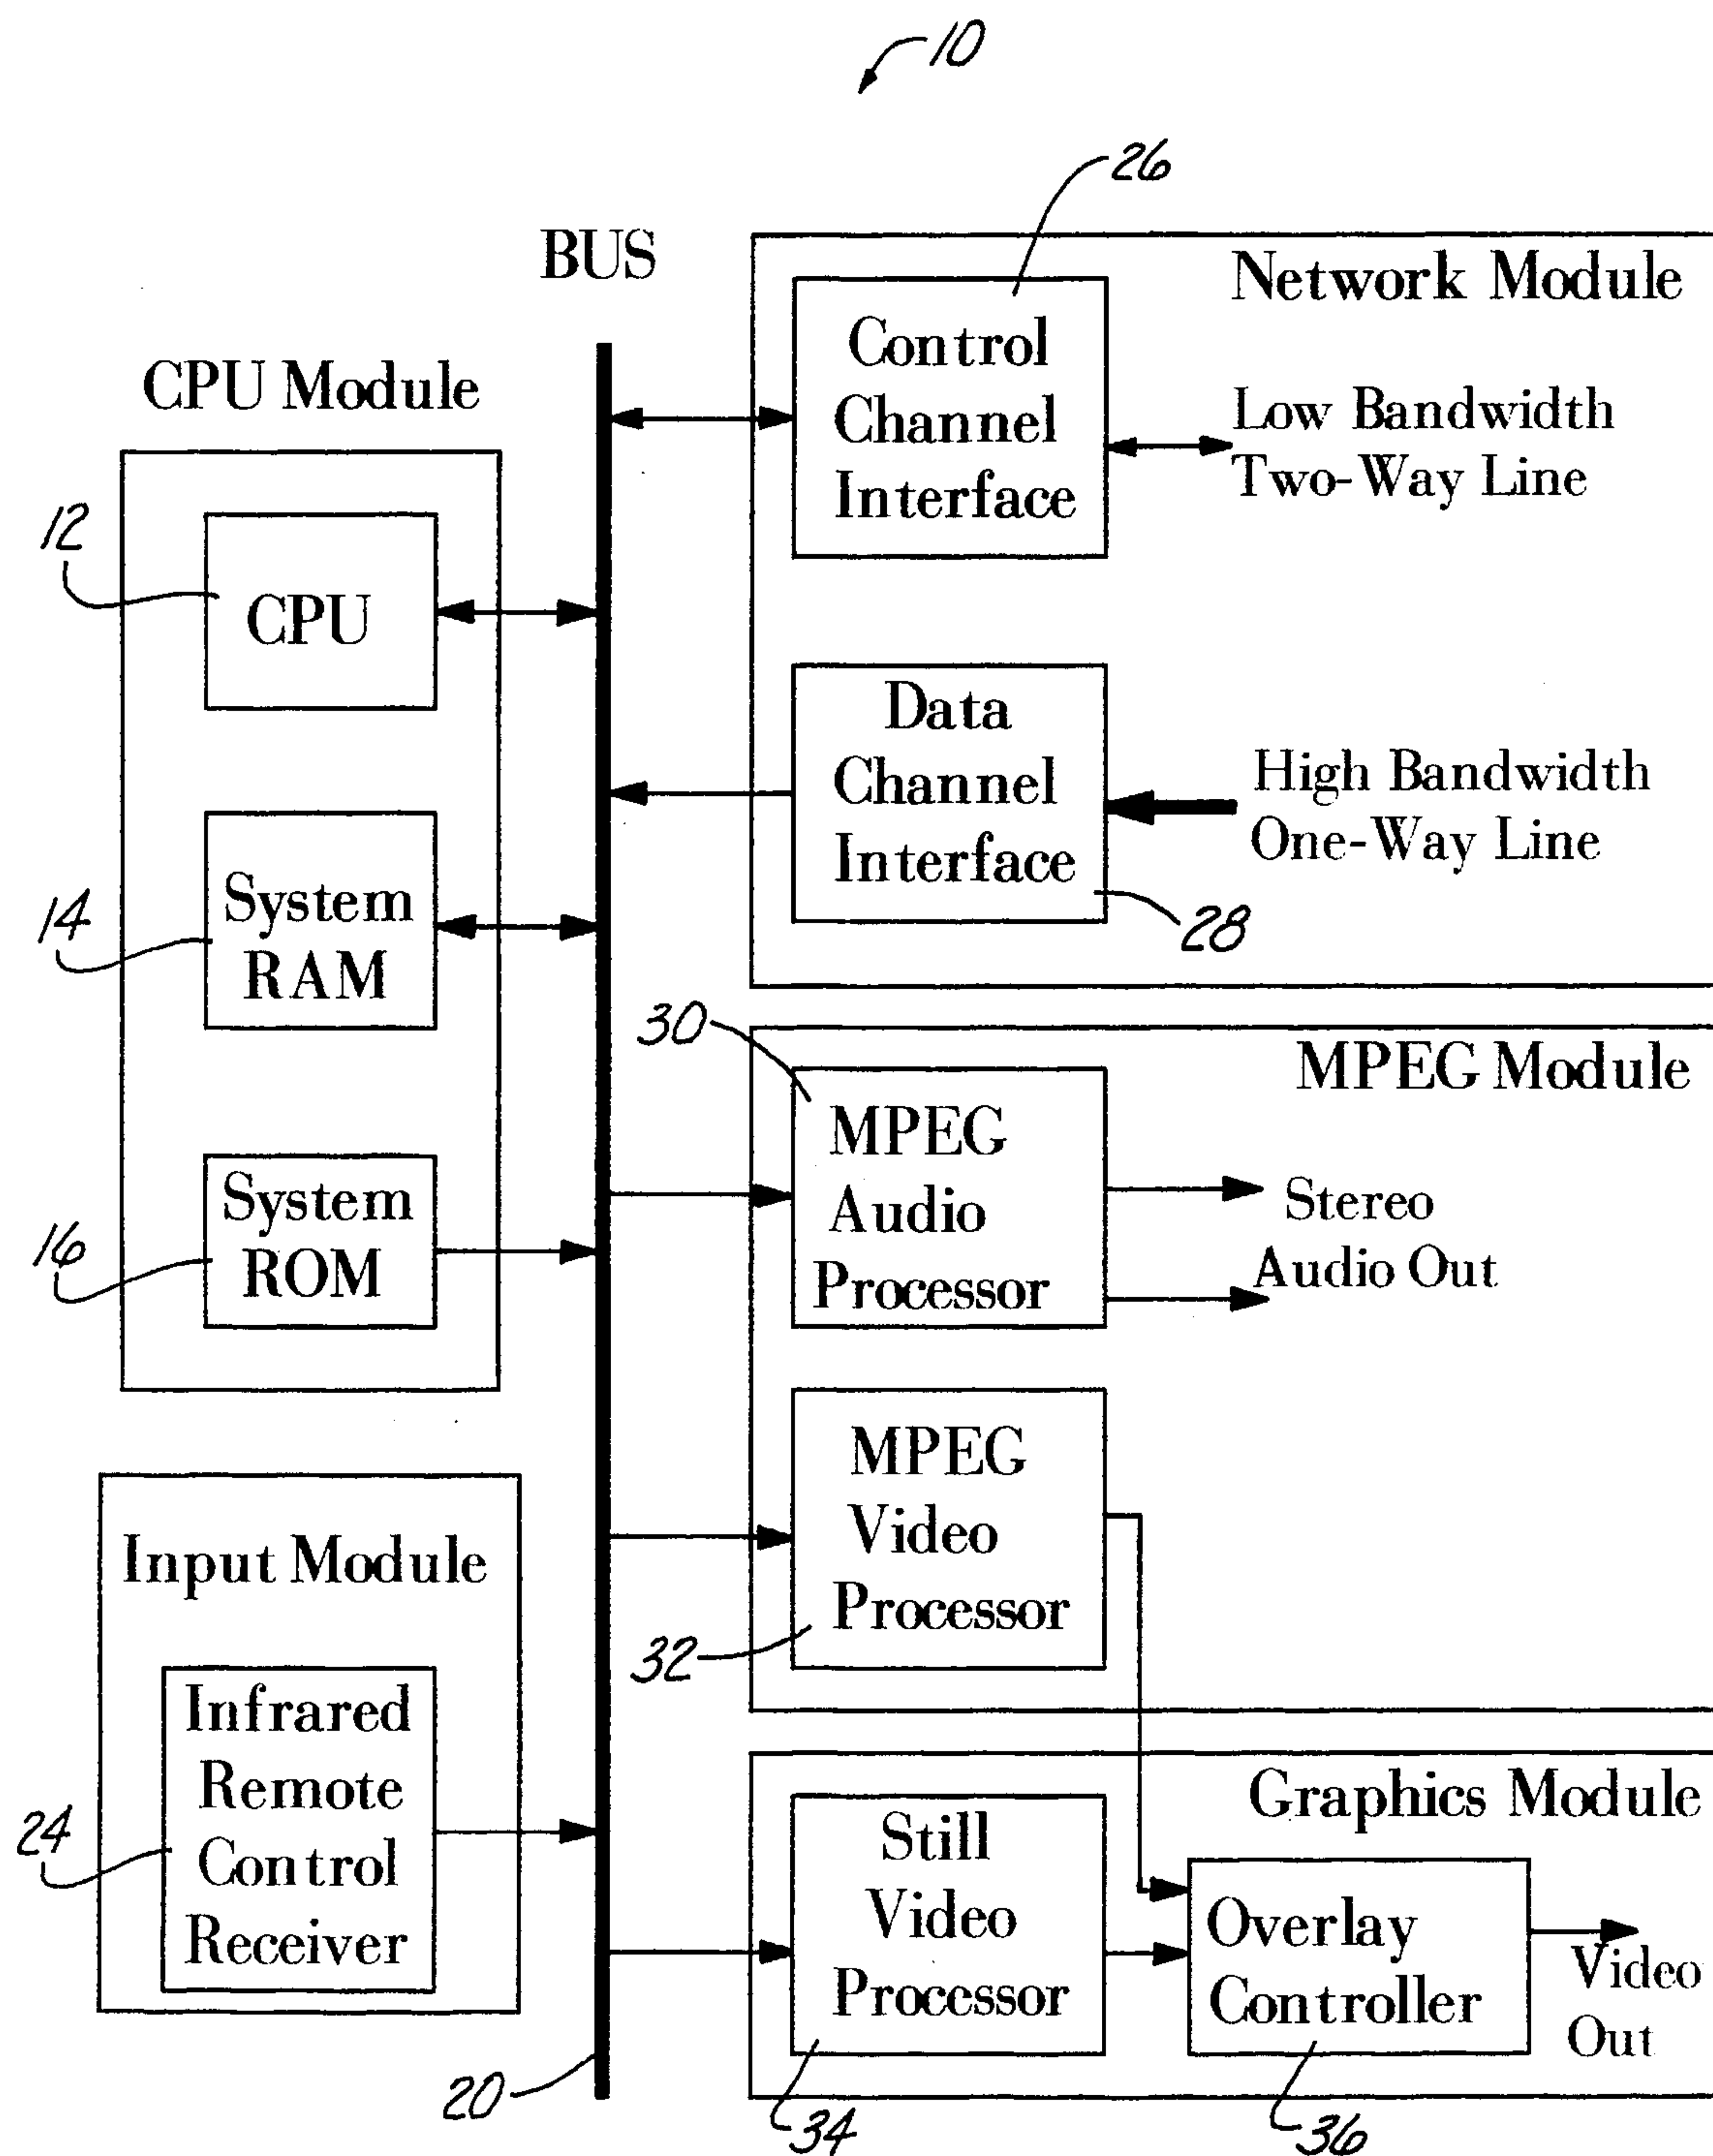 10
26
BUS
Network Module
Control
Channel
Interface
Low Bandwidth
Two-Way Line
CPU Module
12
CPU
Data
Channel
Interface
High Bandwidth
One-Way Line
28
14
System
RAM
30
MPEG Module
MPEG
Audio
Processor
Stereo
Audio Out
16
System
ROM
MPEG
Video
Processor
32
Input Module
Infrared
Remote
Control
Receiver
24
Graphics Module
Still
Video
Processor
Overlay
Controller
Video
Out
20
34
36